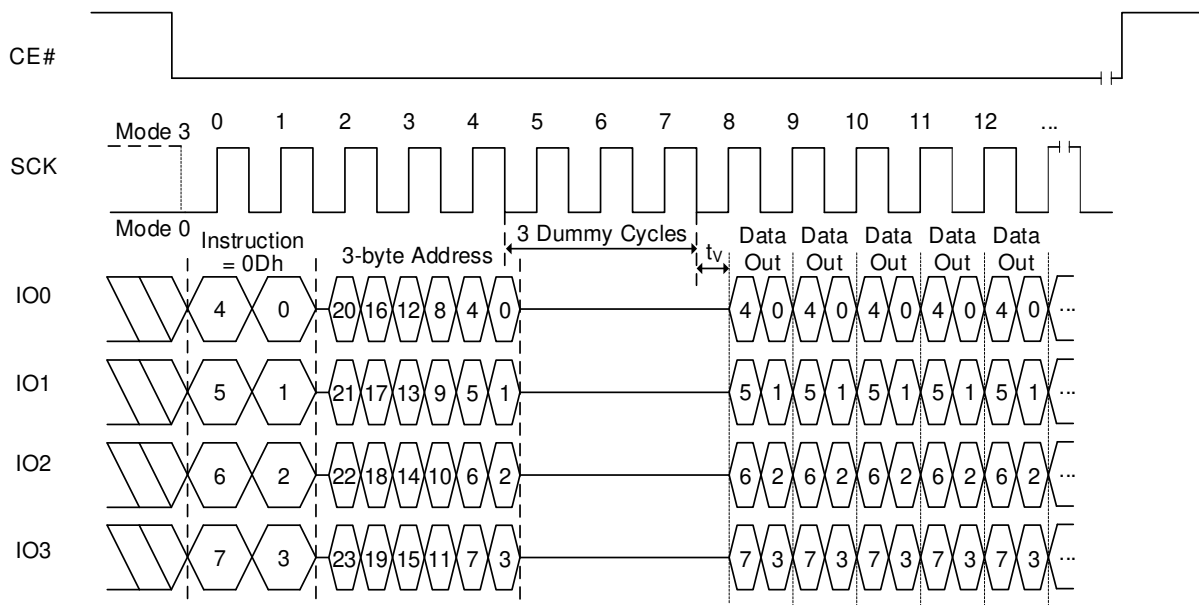 CE#
0 1 2 3 4 5 6 7 8 9 10 11 12 ...
Mode 3
SCK
Mode 0
Instruction
= 0Dh
3-byte Address
3 Dummy Cycles
tV
Data
Out
Data
Out
Data
Out
Data
Out
Data
Out
IO0 4 0 20 16 12 8 4 0 4 0 4 0 4 0 4 0 4 0 ...
IO1 5 1 21 17 13 9 5 1 5 1 5 1 5 1 5 1 5 1 ...
IO2 6 2 22 18 14 10 6 2 6 2 6 2 6 2 6 2 6 2 ...
IO3 7 3 23 19 15 11 7 3 7 3 7 3 7 3 7 3 7 3 ...